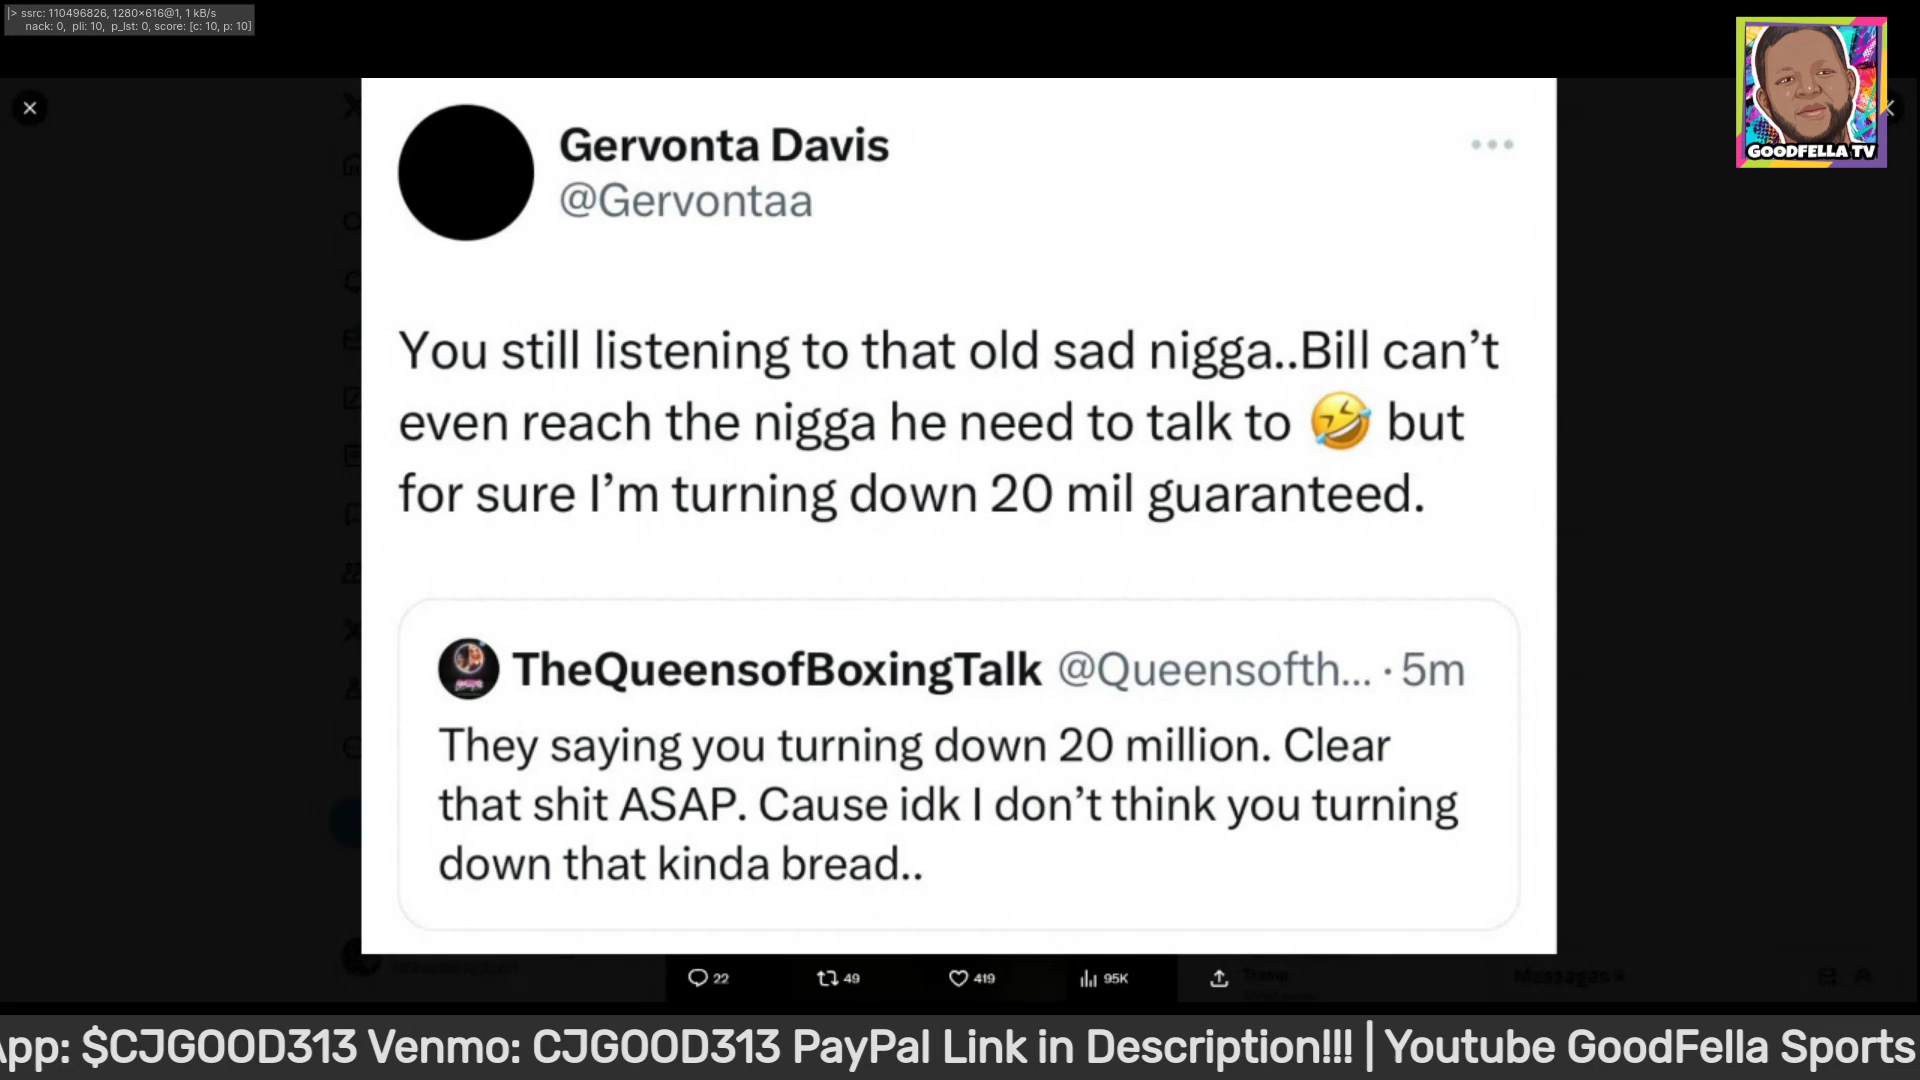 |> ssrc: 110496826, 1280×616@1, 1 kB/s
nack: 0, pli: 10, p_lst: 0, score: [c: 10, p: 10]
GOODFELLA TV
Gervonta Davis
@Gervontaa
You still listening to that old sad nigga..Bill can’t
even reach the nigga he need to talk to 🤣 but
for sure I’m turning down 20 mil guaranteed.
TheQueensofBoxingTalk @Queensofth... · 5m
They saying you turning down 20 million. Clear
that shit ASAP. Cause idk I don’t think you turning
down that kinda bread..
22 49 419 95K
Trump
Messages
App: $CJGOOD313 Venmo: CJGOOD313 PayPal Link in Description!!! | Youtube GoodFella Sports